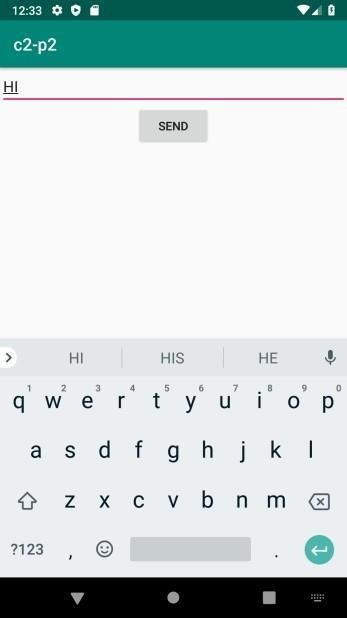 12:33
c2-p2
HI
SEND
HI HIS HE
1 2 3 4 5 6 7 8 9 0
q w e r t y u i o p
a s d f g h j k l
z x c v b n m
?123 , .